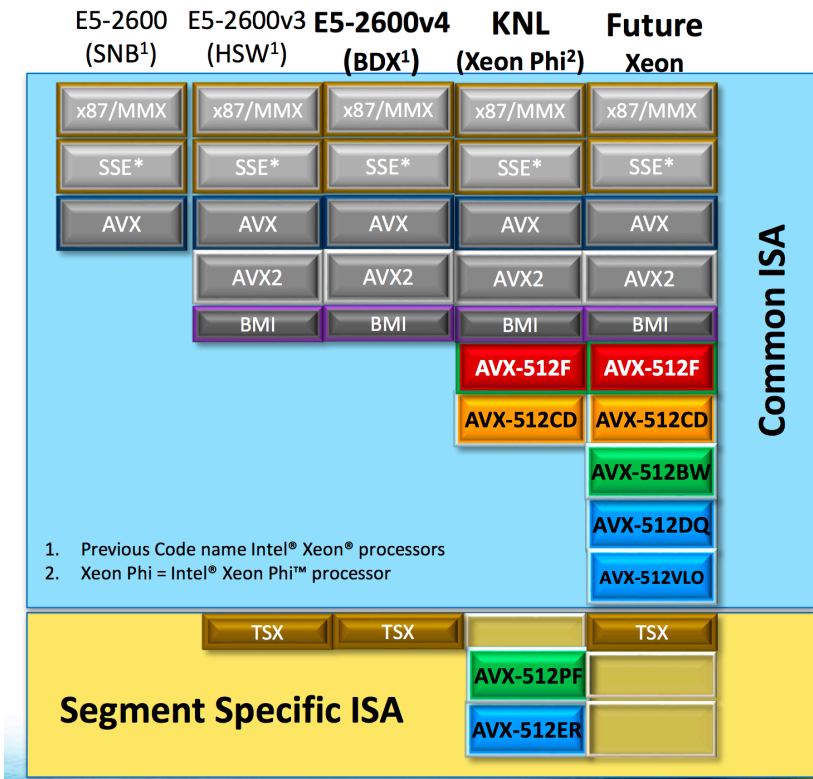 E5-2600 E5-2600v3 E5-2600v4 KNL Future
(SNB¹) (HSW¹) (BDX¹) (Xeon Phi²) Xeon
x87/MMX x87/MMX x87/MMX x87/MMX x87/MMX
SSE* SSE* SSE* SSE* SSE*
AVX AVX AVX AVX AVX
AVX2 AVX2 AVX2 AVX2
BMI BMI BMI BMI
AVX-512F AVX-512F
AVX-512CD AVX-512CD
AVX-512BW
AVX-512DQ
AVX-512VLO
Common ISA
1. Previous Code name Intel® Xeon® processors
2. Xeon Phi = Intel® Xeon Phi™ processor
TSX TSX TSX
AVX-512PF
AVX-512ER
Segment Specific ISA